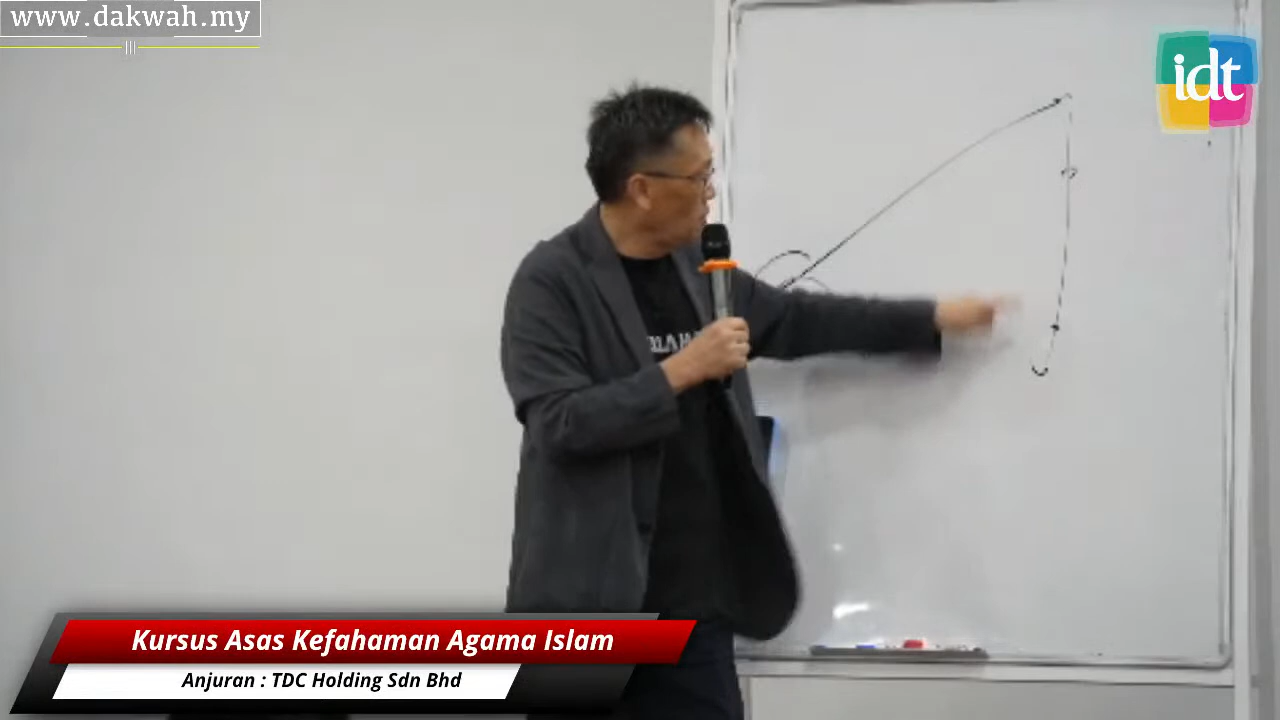 www.dakwah.my
idt
Kursus Asas Kefahaman Agama Islam
Anjuran : TDC Holding Sdn Bhd